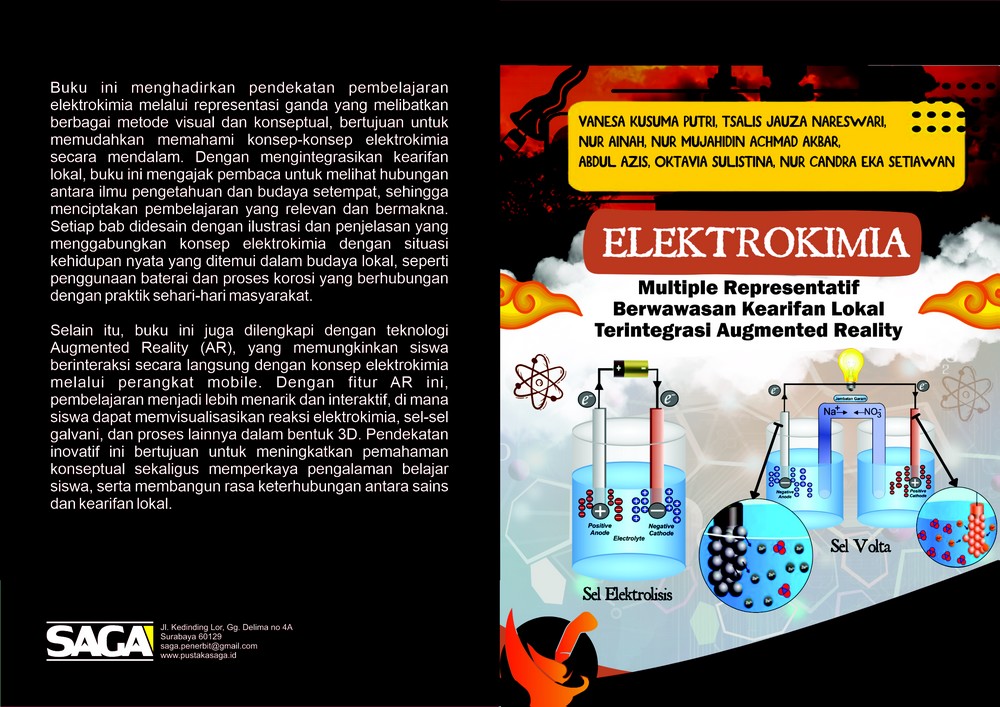 Buku ini menghadirkan pendekatan pembelajaran
elektrokimia melalui representasi ganda yang melibatkan
berbagai metode visual dan konseptual, bertujuan untuk
memudahkan memahami konsep-konsep elektrokimia
secara mendalam. Dengan mengintegrasikan kearifan
lokal, buku ini mengajak pembaca untuk melihat hubungan
antara ilmu pengetahuan dan budaya setempat, sehingga
menciptakan pembelajaran yang relevan dan bermakna.
Setiap bab didesain dengan ilustrasi dan penjelasan yang
menggabungkan konsep elektrokimia dengan situasi
kehidupan nyata yang ditemui dalam budaya lokal, seperti
penggunaan baterai dan proses korosi yang berhubungan
dengan praktik sehari-hari masyarakat.
Selain itu, buku ini juga dilengkapi dengan teknologi
Augmented Reality (AR), yang memungkinkan siswa
berinteraksi secara langsung dengan konsep elektrokimia
melalui perangkat mobile. Dengan fitur AR ini,
pembelajaran menjadi lebih menarik dan interaktif, di mana
siswa dapat memvisualisasikan reaksi elektrokimia, sel-sel
galvani, dan proses lainnya dalam bentuk 3D. Pendekatan
inovatif ini bertujuan untuk meningkatkan pemahaman
konseptual sekaligus memperkaya pengalaman belajar
siswa, serta membangun rasa keterhubungan antara sains
dan kearifan lokal.
SAGA
Jl. Kedinding Lor, Gg. Delima no 4A
Surabaya 60129
saga.penerbit@gmail.com
www.pustakasaga.id
VANESA KUSUMA PUTRI, TSALIS JAUZA NARESWARI,
NUR AINAH, NUR MUJAHIDIN ACHMAD AKBAR,
ABDUL AZIS, OKTAVIA SULISTINA, NUR CANDRA EKA SETIAWAN
ELEKTROKIMIA
Multiple Representatif
Berwawasan Kearifan Lokal
Terintegrasi Augmented Reality
+ -
e⁻ e⁻
+ -
Positive
Anode
Negative
Cathode
Electrolyte
Sel Elektrolisis
e⁻ e⁻
Jambatan Garam
Na⁺ NO₃⁻
- +
Negative
Anode
Positive
Cathode
Sel Volta